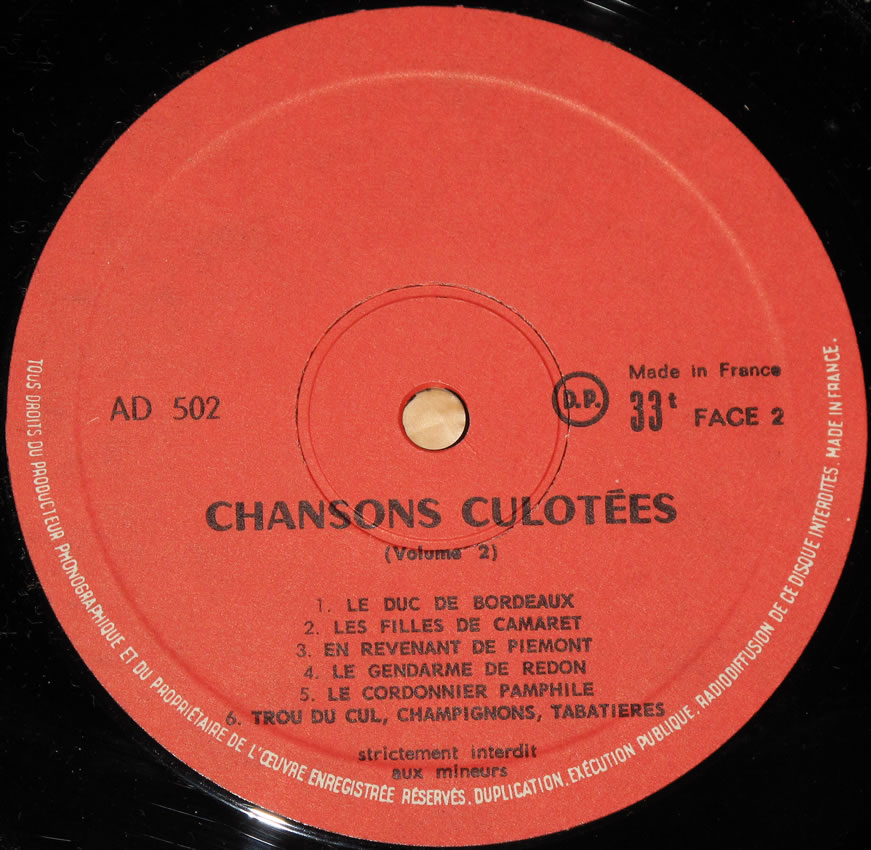 AD 502
D.P.
Made in France
33t FACE 2
CHANSONS CULOTÉES
(Volume 2)
1. LE DUC DE BORDEAUX
2. LES FILLES DE CAMARET
3. EN REVENANT DE PIEMONT
4. LE GENDARME DE REDON
5. LE CORDONNIER PAMPHILE
6. TROU DU CUL, CHAMPIGNONS, TABATIERES
strictement interdit
aux mineurs
TOUS DROITS DU PRODUCTEUR PHONOGRAPHIQUE ET DU PROPRIÉTAIRE DE L'ŒUVRE ENREGISTRÉE RÉSERVÉS. DUPLICATION. EXÉCUTION PUBLIQUE. RADIODIFFUSION DE CE DISQUE INTERDITES. MADE IN FRANCE.